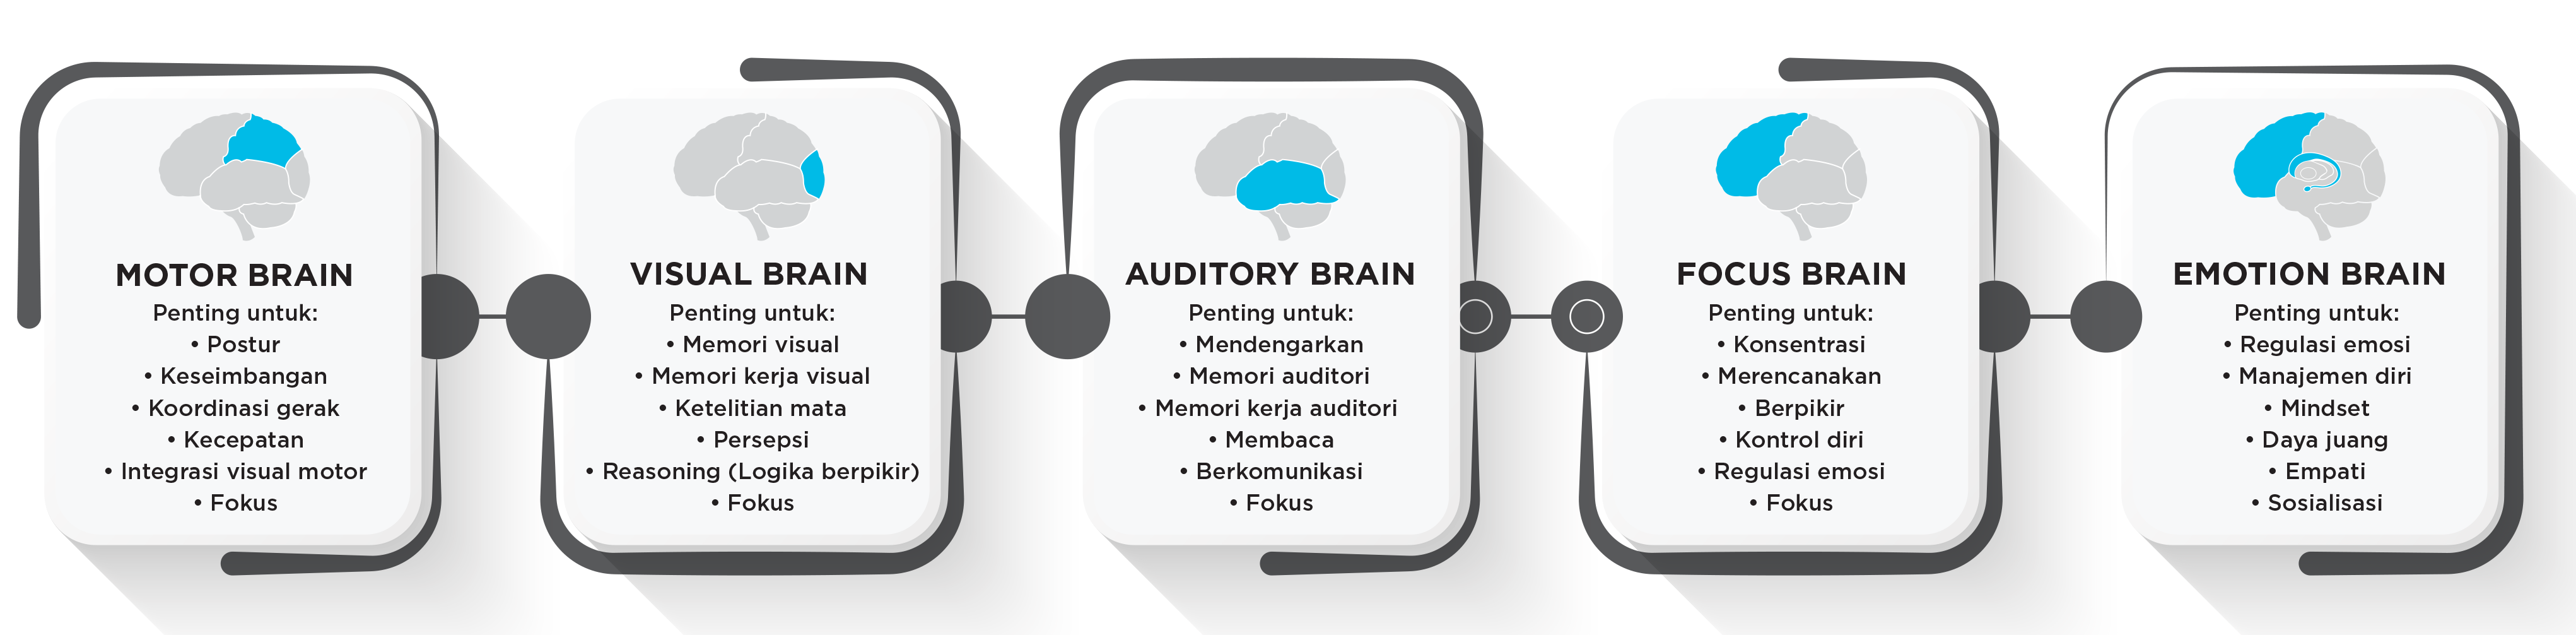 MOTOR BRAIN
Penting untuk:
• Postur
• Keseimbangan
• Koordinasi gerak
• Kecepatan
• Integrasi visual motor
• Fokus
VISUAL BRAIN
Penting untuk:
• Memori visual
• Memori kerja visual
• Ketelitian mata
• Persepsi
• Reasoning (Logika berpikir)
• Fokus
AUDITORY BRAIN
Penting untuk:
• Mendengarkan
• Memori auditori
• Memori kerja auditori
• Membaca
• Berkomunikasi
• Fokus
FOCUS BRAIN
Penting untuk:
• Konsentrasi
• Merencanakan
• Berpikir
• Kontrol diri
• Regulasi emosi
• Fokus
EMOTION BRAIN
Penting untuk:
• Regulasi emosi
• Manajemen diri
• Mindset
• Daya juang
• Empati
• Sosialisasi